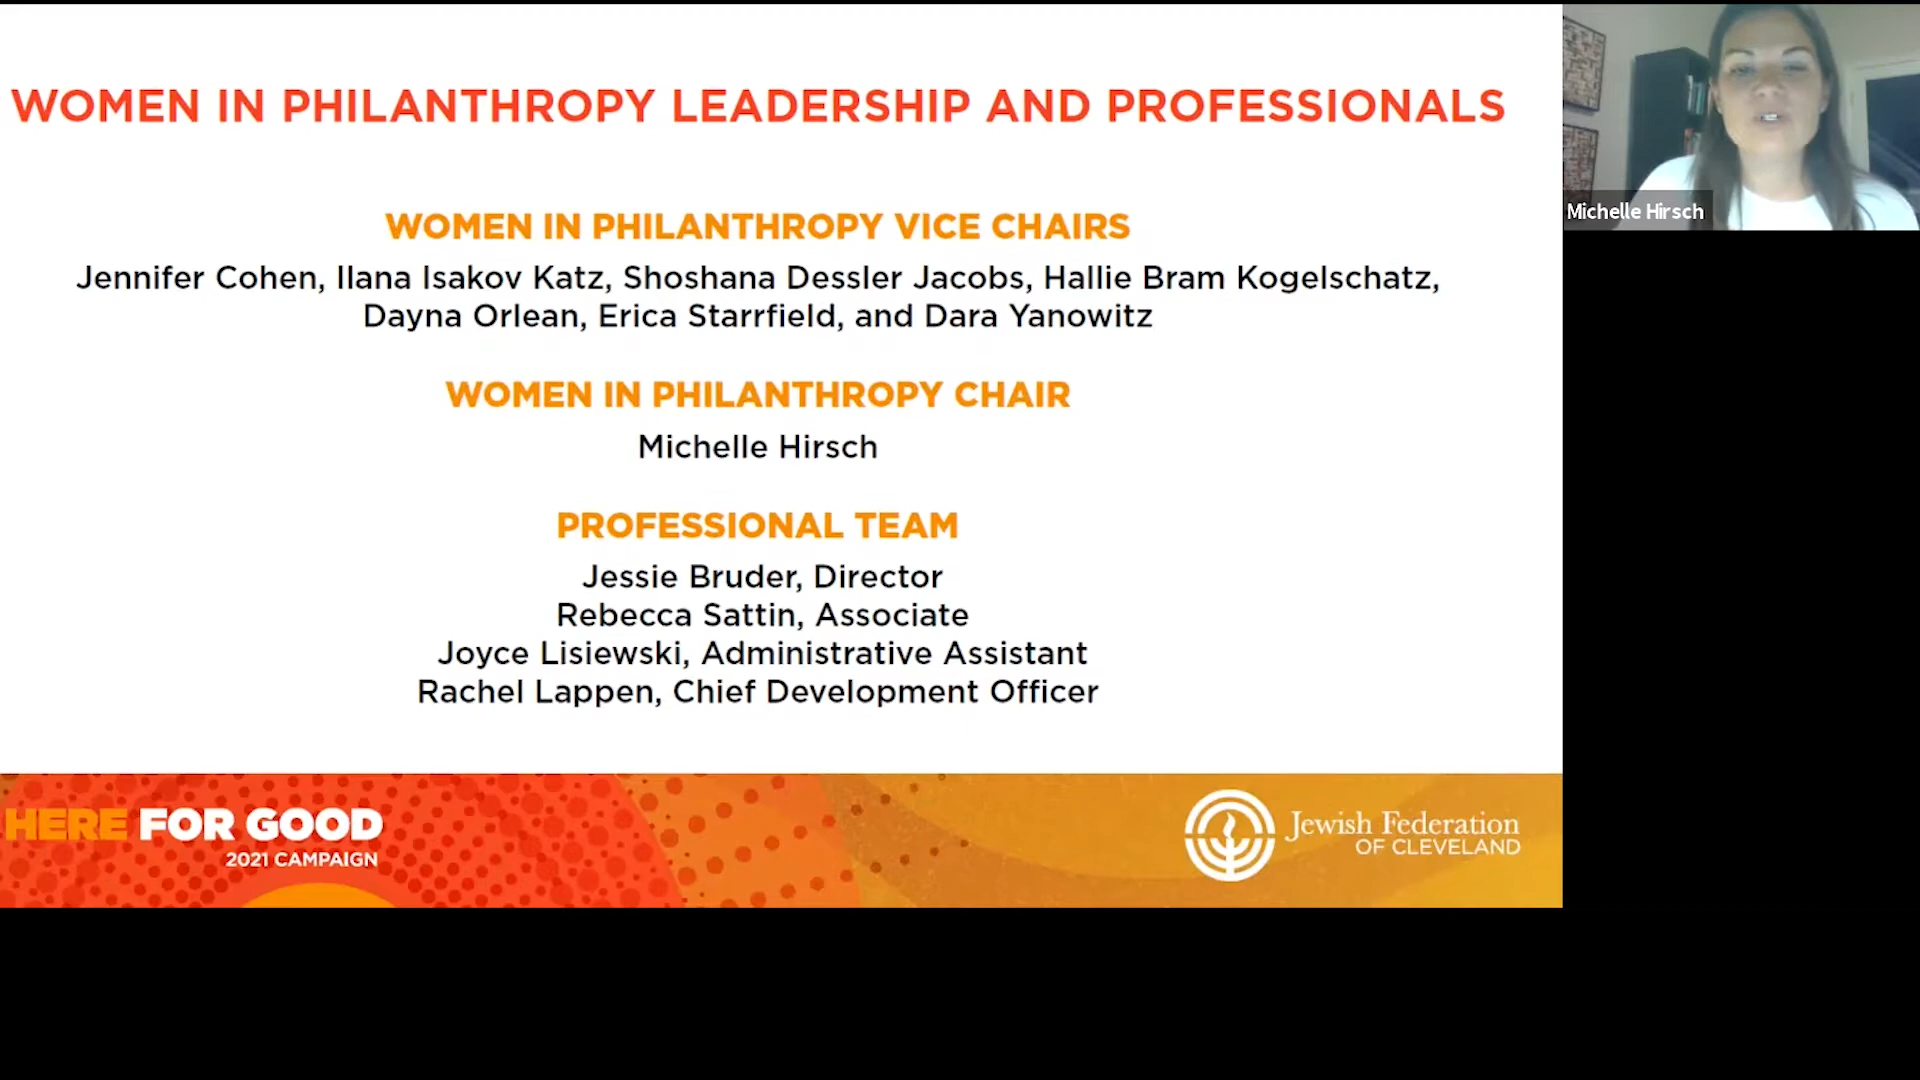 WOMEN IN PHILANTHROPY LEADERSHIP AND PROFESSIONALS
WOMEN IN PHILANTHROPY VICE CHAIRS
Jennifer Cohen, Ilana Isakov Katz, Shoshana Dessler Jacobs, Hallie Bram Kogelschatz,
Dayna Orlean, Erica Starrfield, and Dara Yanowitz
WOMEN IN PHILANTHROPY CHAIR
Michelle Hirsch
PROFESSIONAL TEAM
Jessie Bruder, Director
Rebecca Sattin, Associate
Joyce Lisiewski, Administrative Assistant
Rachel Lappen, Chief Development Officer
HERE FOR GOOD
2021 CAMPAIGN
Jewish Federation
OF CLEVELAND
Michelle Hirsch